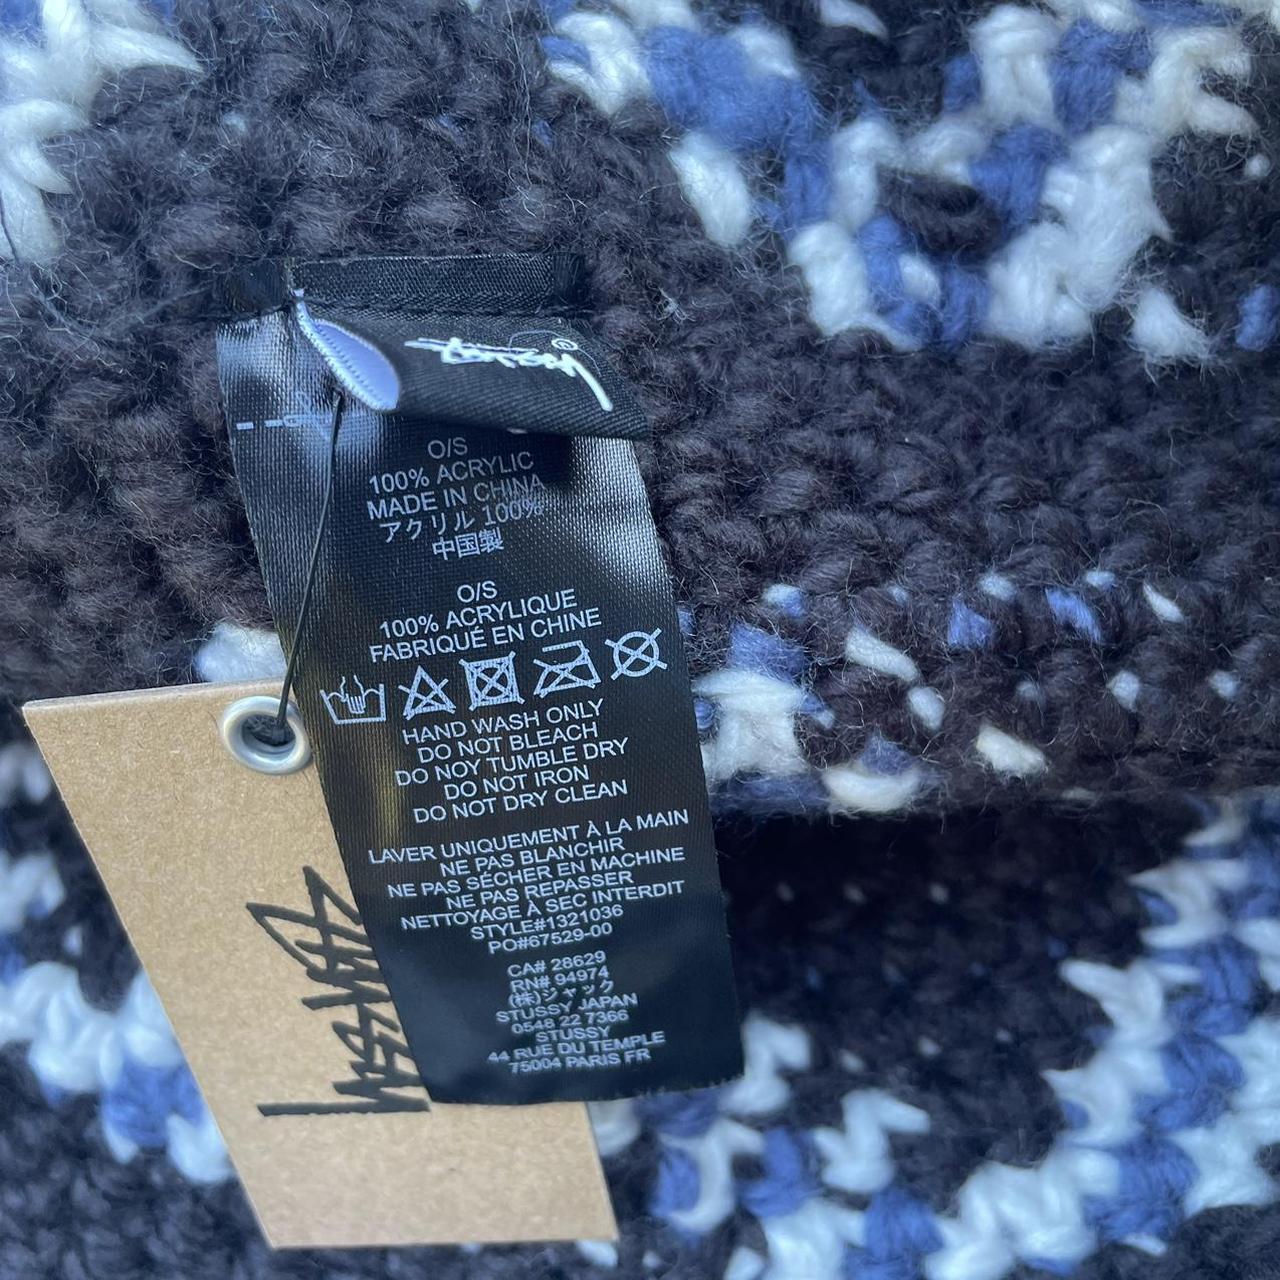 Stüssy®
O/S
100% ACRYLIC
MADE IN CHINA
アクリル 100%
中国製
O/S
100% ACRYLIQUE
FABRIQUÉ EN CHINE
HAND WASH ONLY
DO NOT BLEACH
DO NOY TUMBLE DRY
DO NOT IRON
DO NOT DRY CLEAN
LAVER UNIQUEMENT À LA MAIN
NE PAS BLANCHIR
NE PAS SÉCHER EN MACHINE
NE PAS REPASSER
NETTOYAGE À SEC INTERDIT
STYLE#1321036
PO#67529-00
CA# 28629
RN# 94974
(株)ジャック
STUSSY JAPAN
0548 22 7366
STUSSY
44 RUE DU TEMPLE
75004 PARIS FR
Stüssy